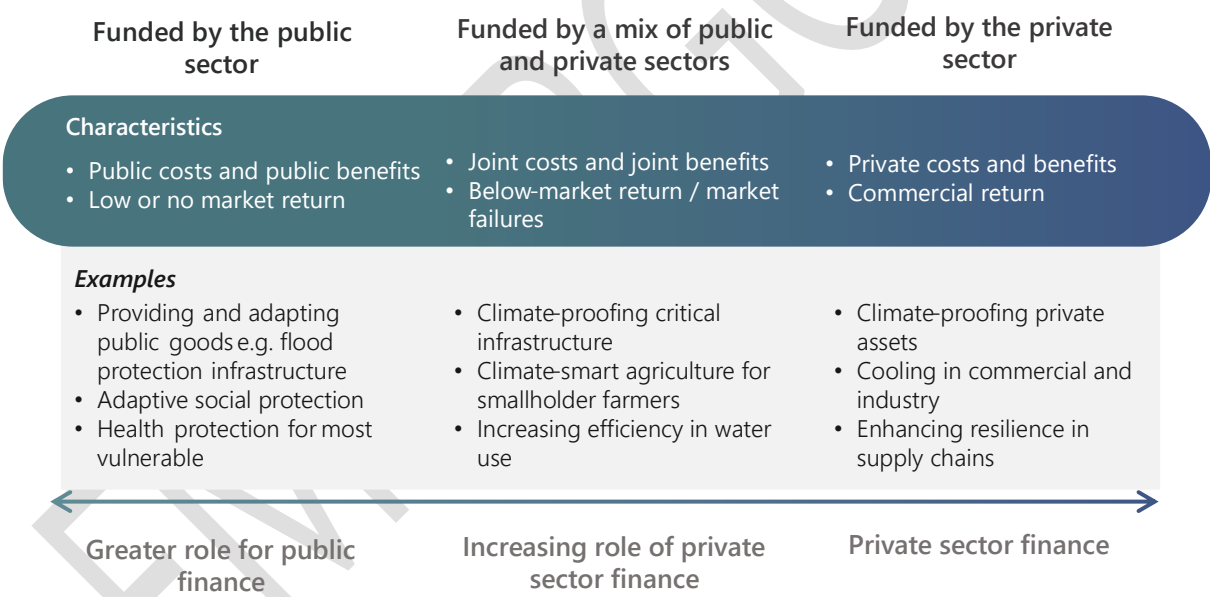 Funded by the public
sector
Funded by a mix of public
and private sectors
Funded by the private
sector
Characteristics
• Public costs and public benefits
• Low or no market return
• Joint costs and joint benefits
• Below-market return / market
failures
• Private costs and benefits
• Commercial return
Examples
• Providing and adapting
public goods e.g. flood
protection infrastructure
• Adaptive social protection
• Health protection for most
vulnerable
• Climate-proofing critical
infrastructure
• Climate-smart agriculture for
smallholder farmers
• Increasing efficiency in water
use
• Climate-proofing private
assets
• Cooling in commercial and
industry
• Enhancing resilience in
supply chains
Greater role for public
finance
Increasing role of private
sector finance
Private sector finance